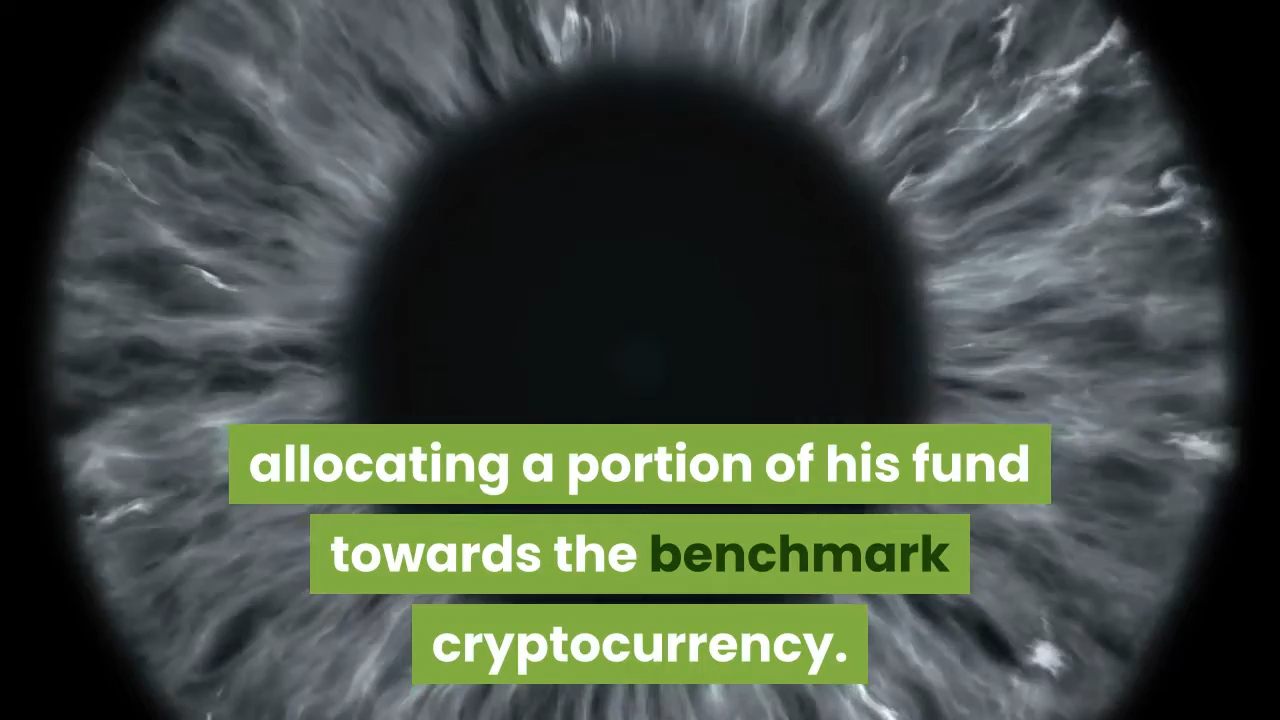 allocating a portion of his fund
towards the benchmark
cryptocurrency.